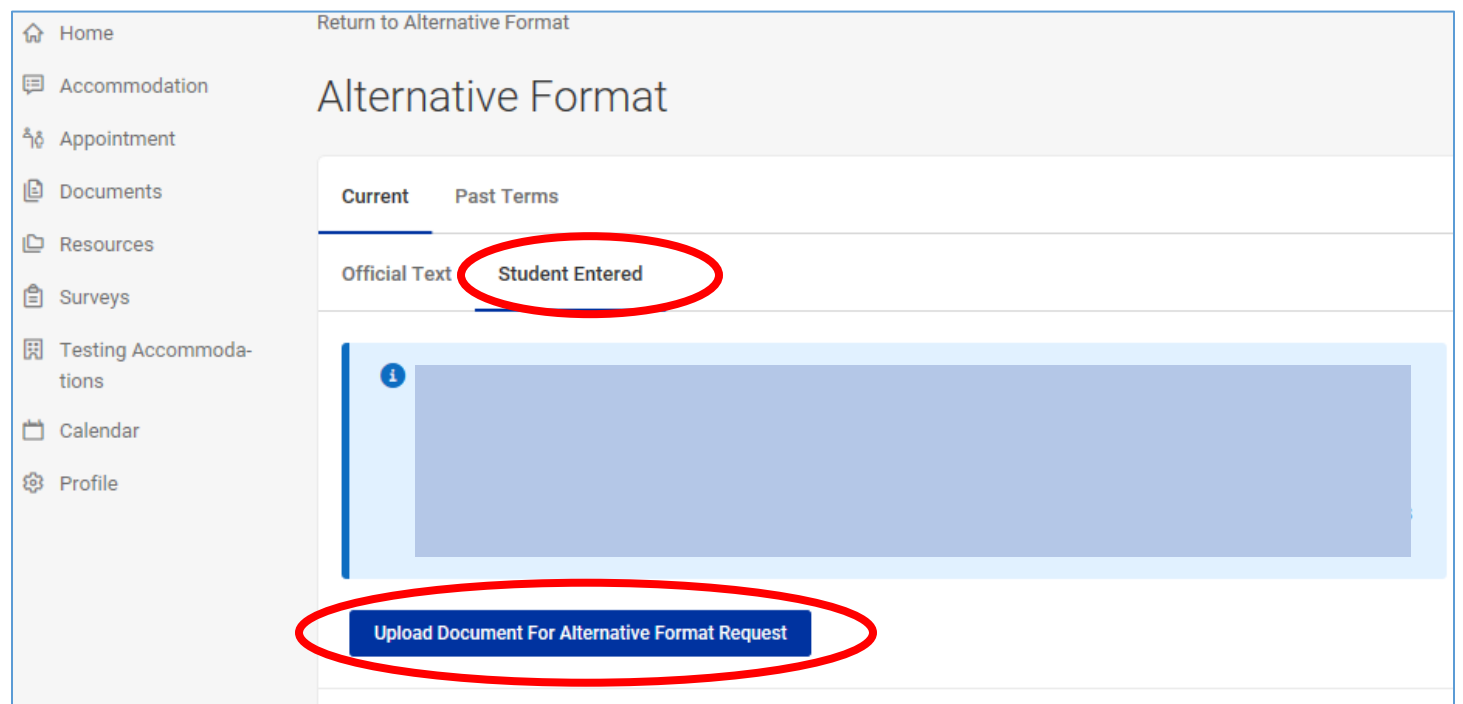 Home
Accommodation
Appointment
Documents
Resources
Surveys
Testing Accommoda-
tions
Calendar
Profile
Return to Alternative Format
Alternative Format
Current Past Terms
Official Text Student Entered
Upload Document For Alternative Format Request